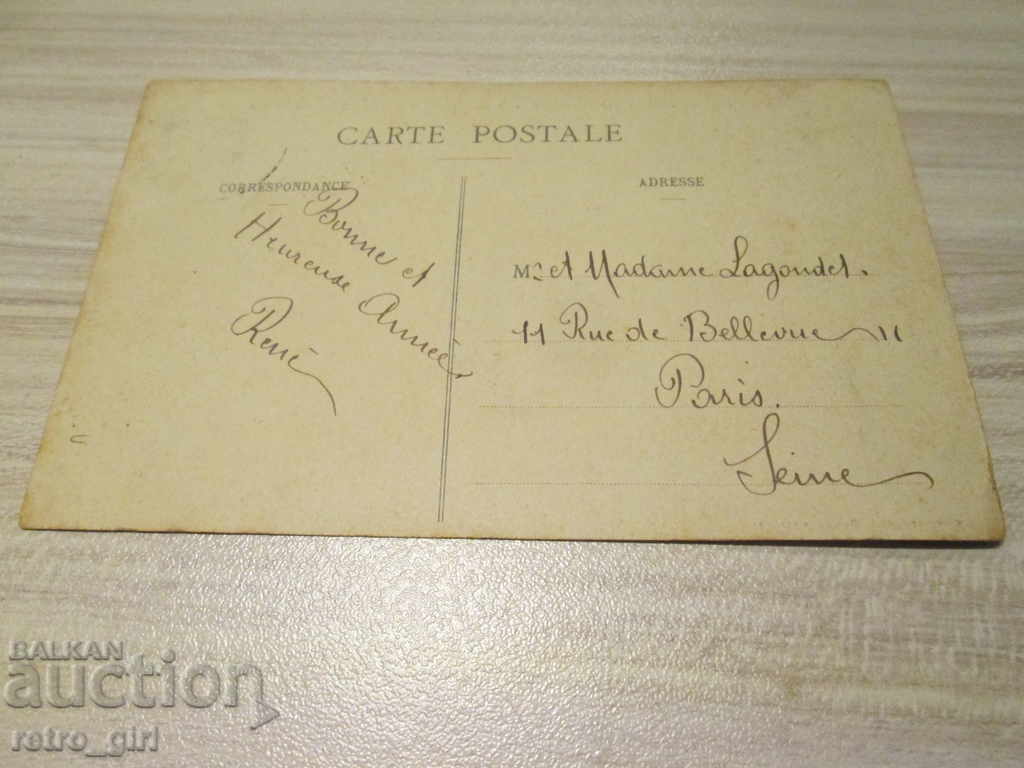 CARTE POSTALE
CORRESPONDANCE
Bonne et
Heureuse Année
René
ADRESSE
Mr et Madame Lagoudet.
11 Rue de Bellevue 11
Paris.
Seine
BALKAN
auction
retro_girl